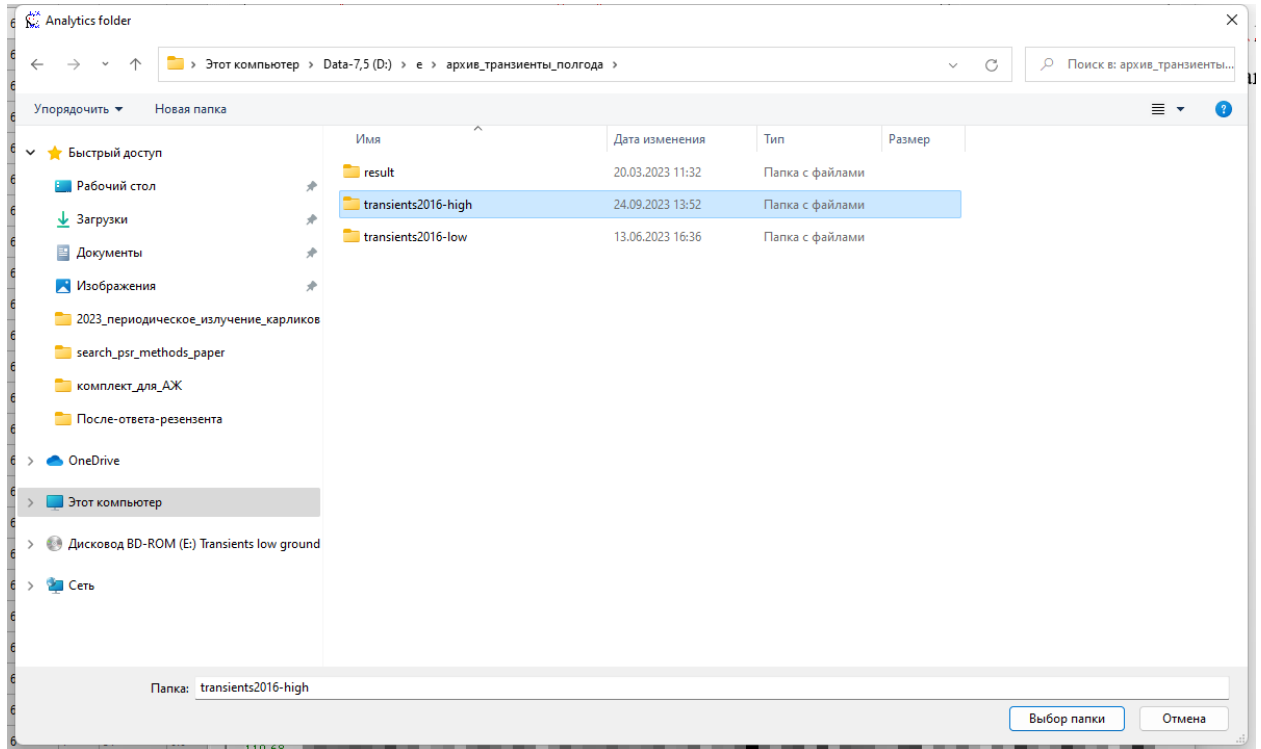 Analytics folder
Этот компьютер > Data-7,5 (D:) > e > архив_транзиенты_полгода >
Поиск в: архив_транзиенты...
Упорядочить Новая папка
Имя Дата изменения Тип Размер
Быстрый доступ
Рабочий стол
Загрузки
Документы
Изображения
2023_периодическое_излучение_карликов
search_psr_methods_paper
комплект_для_АЖ
После-ответа-резензента
OneDrive
Этот компьютер
Дисковод BD-ROM (E:) Transients low ground
Сеть
result 20.03.2023 11:32 Папка с файлами
transients2016-high 24.09.2023 13:52 Папка с файлами
transients2016-low 13.06.2023 16:36 Папка с файлами
Папка: transients2016-high
Выбор папки Отмена